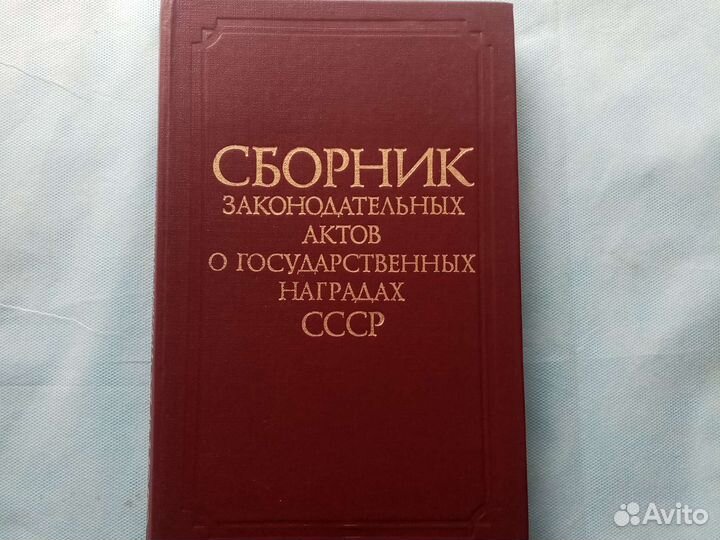 СБОРНИК
ЗАКОНОДАТЕЛЬНЫХ
АКТОВ
О ГОСУДАРСТВЕННЫХ
НАГРАДАХ
СССР
Avito